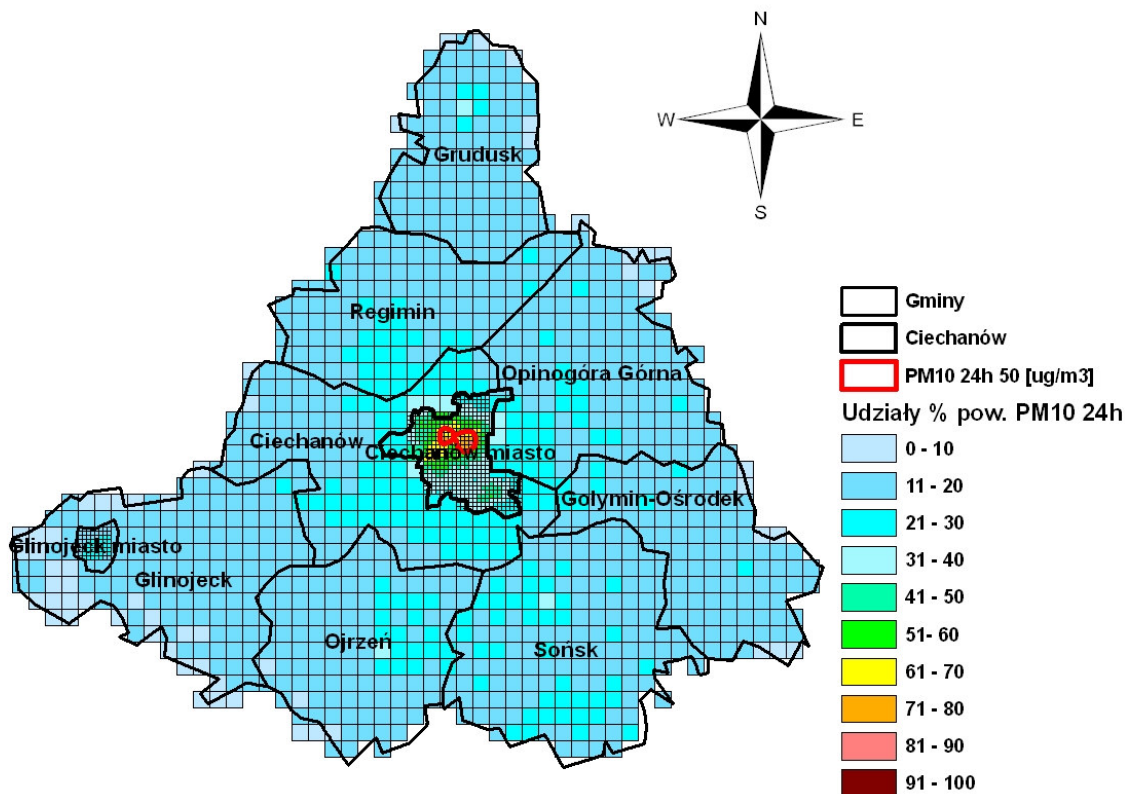 N
W
E
S
Grudusk
Regimin
Opinogóra Górna
Ciechanów
Ciechanów miasto
Gołymin-Ośrodek
Glinojeck miasto
Glinojeck
Ojrzeń
Sońsk
Gminy
Ciechanów
PM10 24h 50 [ug/m3]
Udziały % pow. PM10 24h
0 - 10
11 - 20
21 - 30
31 - 40
41 - 50
51- 60
61 - 70
71 - 80
81 - 90
91 - 100